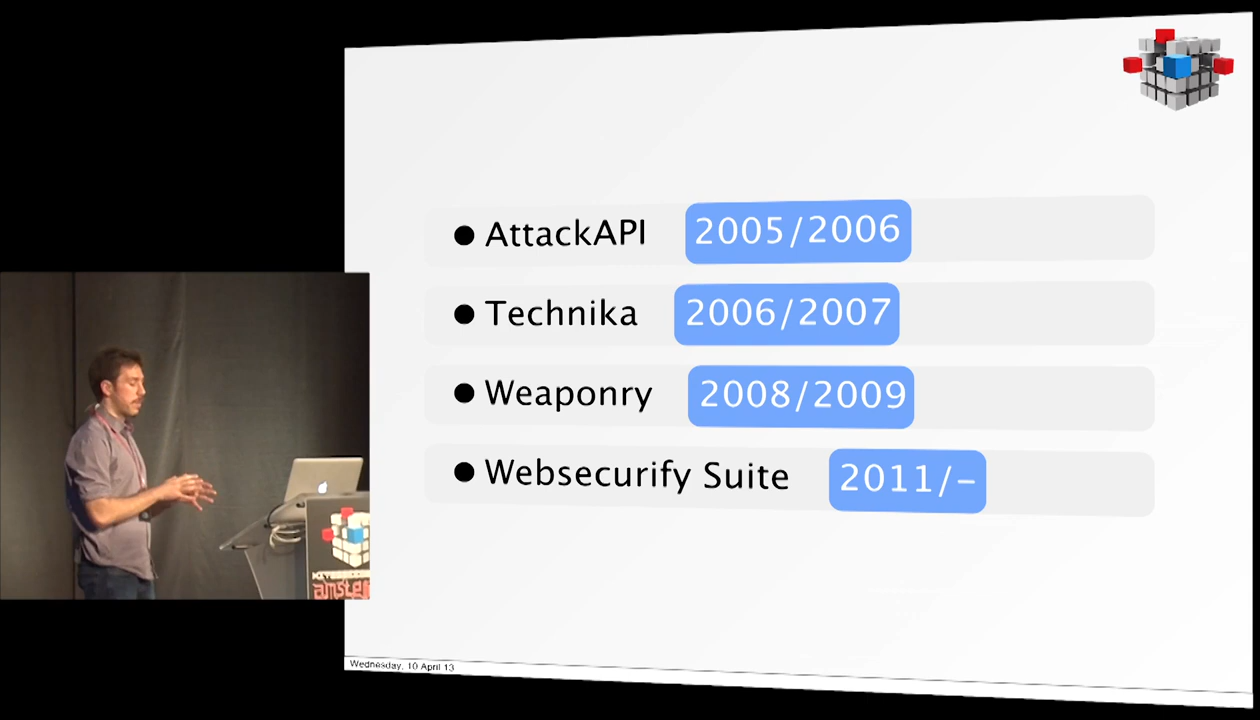 ● AttackAPI 2005/2006
● Technika 2006/2007
● Weaponry 2008/2009
● Websecurify Suite 2011/-
Wednesday, 10 April 13